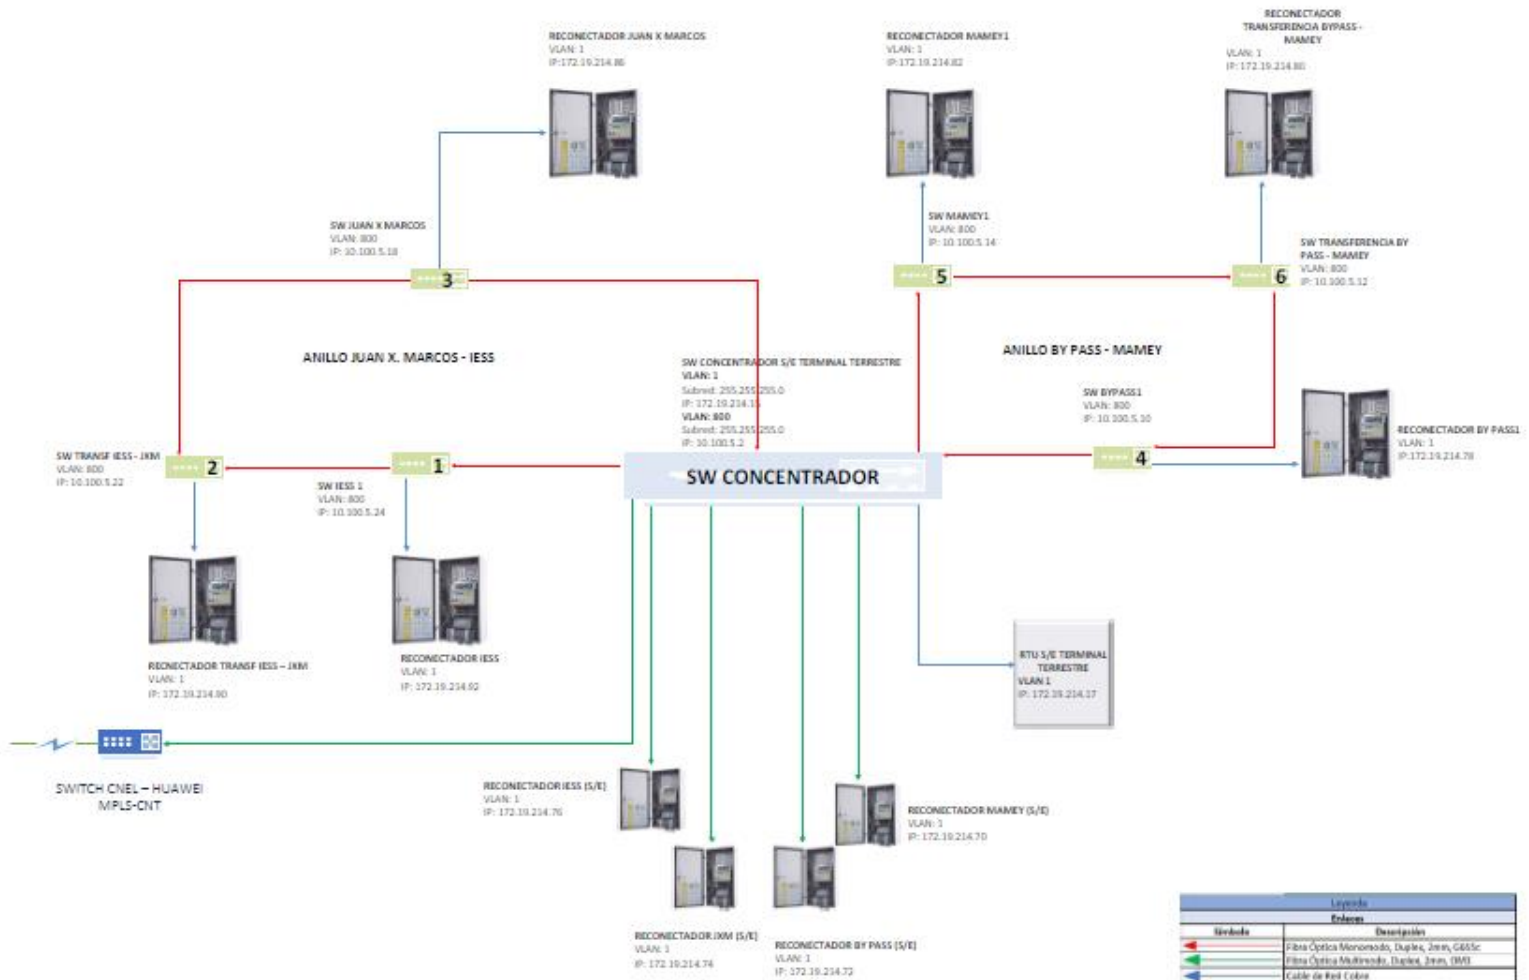 RECONECTADOR JUAN X MARCOS
VLAN: 1
IP:172.19.214.86
RECONECTADOR MAMEY1
VLAN: 1
IP:172.19.214.82
RECONECTADOR
TRANSFERENCIA BYPASS -
MAMEY
VLAN: 1
IP:172.19.214.80
SW JUAN X MARCOS
VLAN: 800
IP: 10.100.5.18
3
SW MAMEY1
VLAN: 800
IP: 10.100.5.14
5
SW TRANSFERENCIA BY
PASS - MAMEY
VLAN: 800
IP: 10.100.5.12
6
ANILLO JUAN X. MARCOS - IESS
ANILLO BY PASS - MAMEY
SW CONCENTRADOR S/E TERMINAL TERRESTRE
VLAN: 1
Subred: 255.255.255.0
IP: 172.19.214.15
VLAN: 800
Subred: 255.255.255.0
IP: 10.100.5.2
SW BYPASS1
VLAN: 800
IP: 10.100.5.10
4
RECONECTADOR BY PASS1
VLAN: 1
IP:172.19.214.78
SW TRANSF IESS - JXM
VLAN: 800
IP: 10.100.5.22
2
1
SW IESS 1
VLAN: 800
IP: 10.100.5.24
SW CONCENTRADOR
RECNECTADOR TRANSF IESS – JXM
VLAN: 1
IP: 172.19.214.90
RECONECTADOR IESS
VLAN: 1
IP: 172.19.214.92
RTU S/E TERMINAL
TERRESTRE
VLAN 1
IP: 172.19.214.17
SWITCH CNEL – HUAWEI
MPLS-CNT
RECONECTADOR IESS (S/E)
VLAN: 1
IP: 172.19.214.76
RECONECTADOR MAMEY (S/E)
VLAN: 1
IP: 172.19.214.70
RECONECTADOR JXM (S/E)
VLAN: 1
IP: 172.19.214.74
RECONECTADOR BY PASS (S/E)
VLAN: 1
IP: 172.19.214.72
Leyenda
Enlaces
Símbolo Descripción
Fibra Óptica Monomodo, Duplex, 2mm, G655c
Fibra Óptica Multimodo, Duplex, 2mm, OM3
Cable de Red Cobre